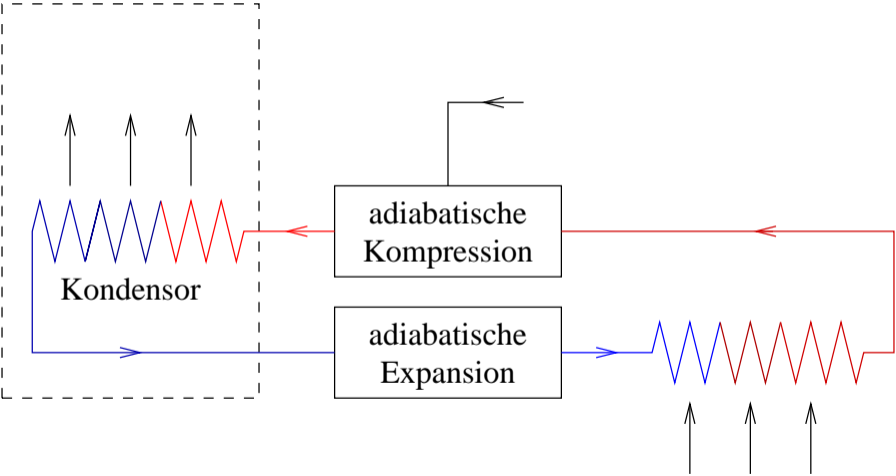 adiabatische
Kompression
Kondensor
adiabatische
Expansion